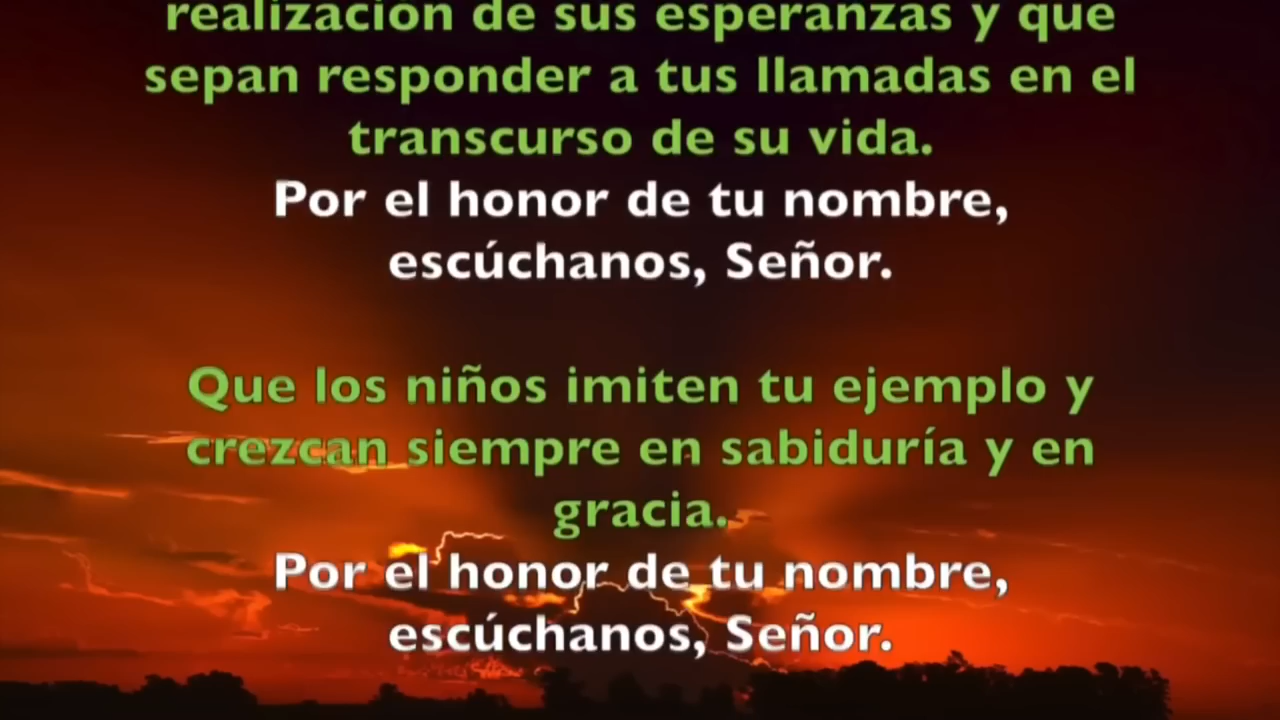 realización de sus esperanzas y que
sepan responder a tus llamadas en el
transcurso de su vida.
Por el honor de tu nombre,
escúchanos, Señor.
Que los niños imiten tu ejemplo y
crezcan siempre en sabiduría y en
gracia.
Por el honor de tu nombre,
escúchanos, Señor.